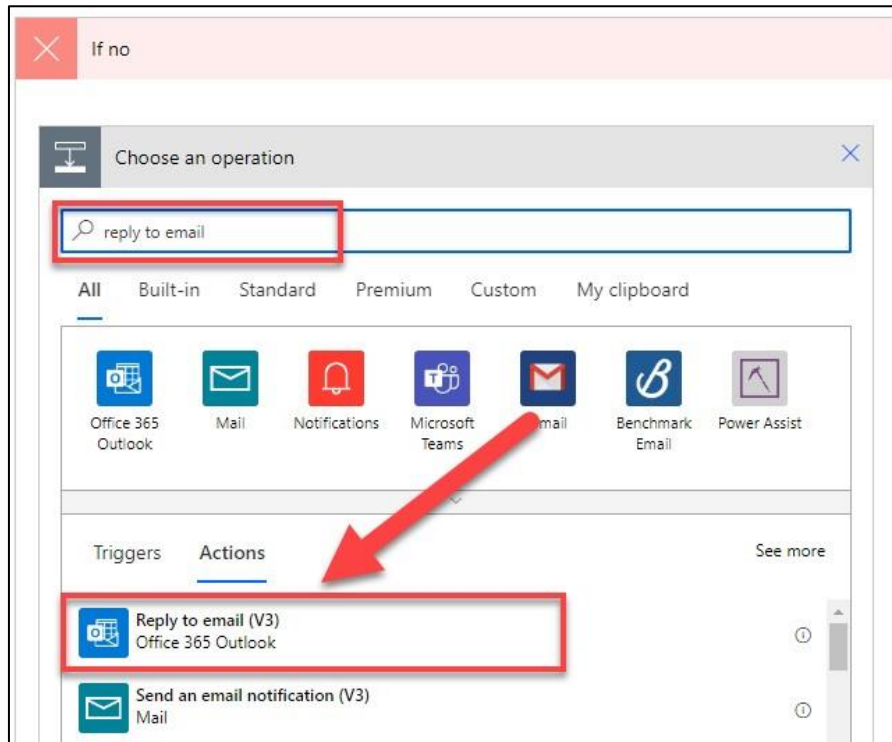 If no
Choose an operation
reply to email
All Built-in Standard Premium Custom My clipboard
Office 365 Mail Notifications Microsoft mail Benchmark Power Assist
Outlook Teams Email
Triggers Actions See more
Reply to email (V3)
Office 365 Outlook
Send an email notification (V3)
Mail